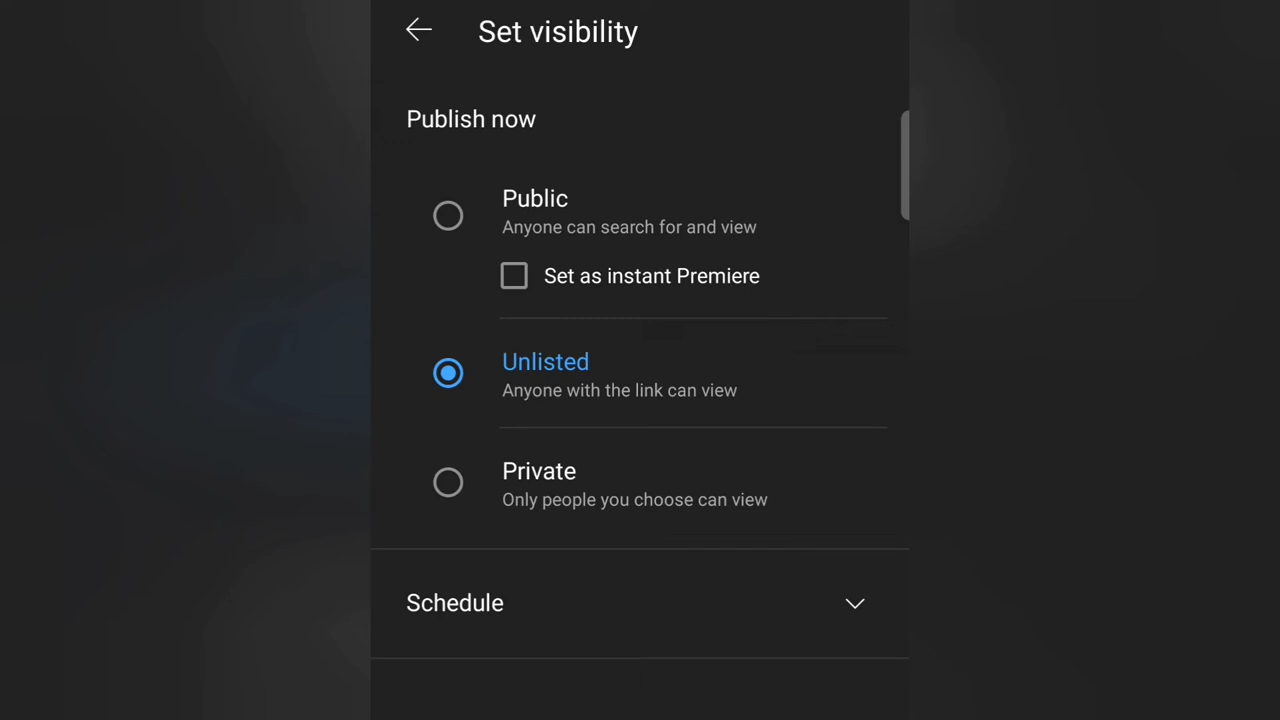 Set visibility
Publish now
Public
Anyone can search for and view
Set as instant Premiere
Unlisted
Anyone with the link can view
Private
Only people you choose can view
Schedule